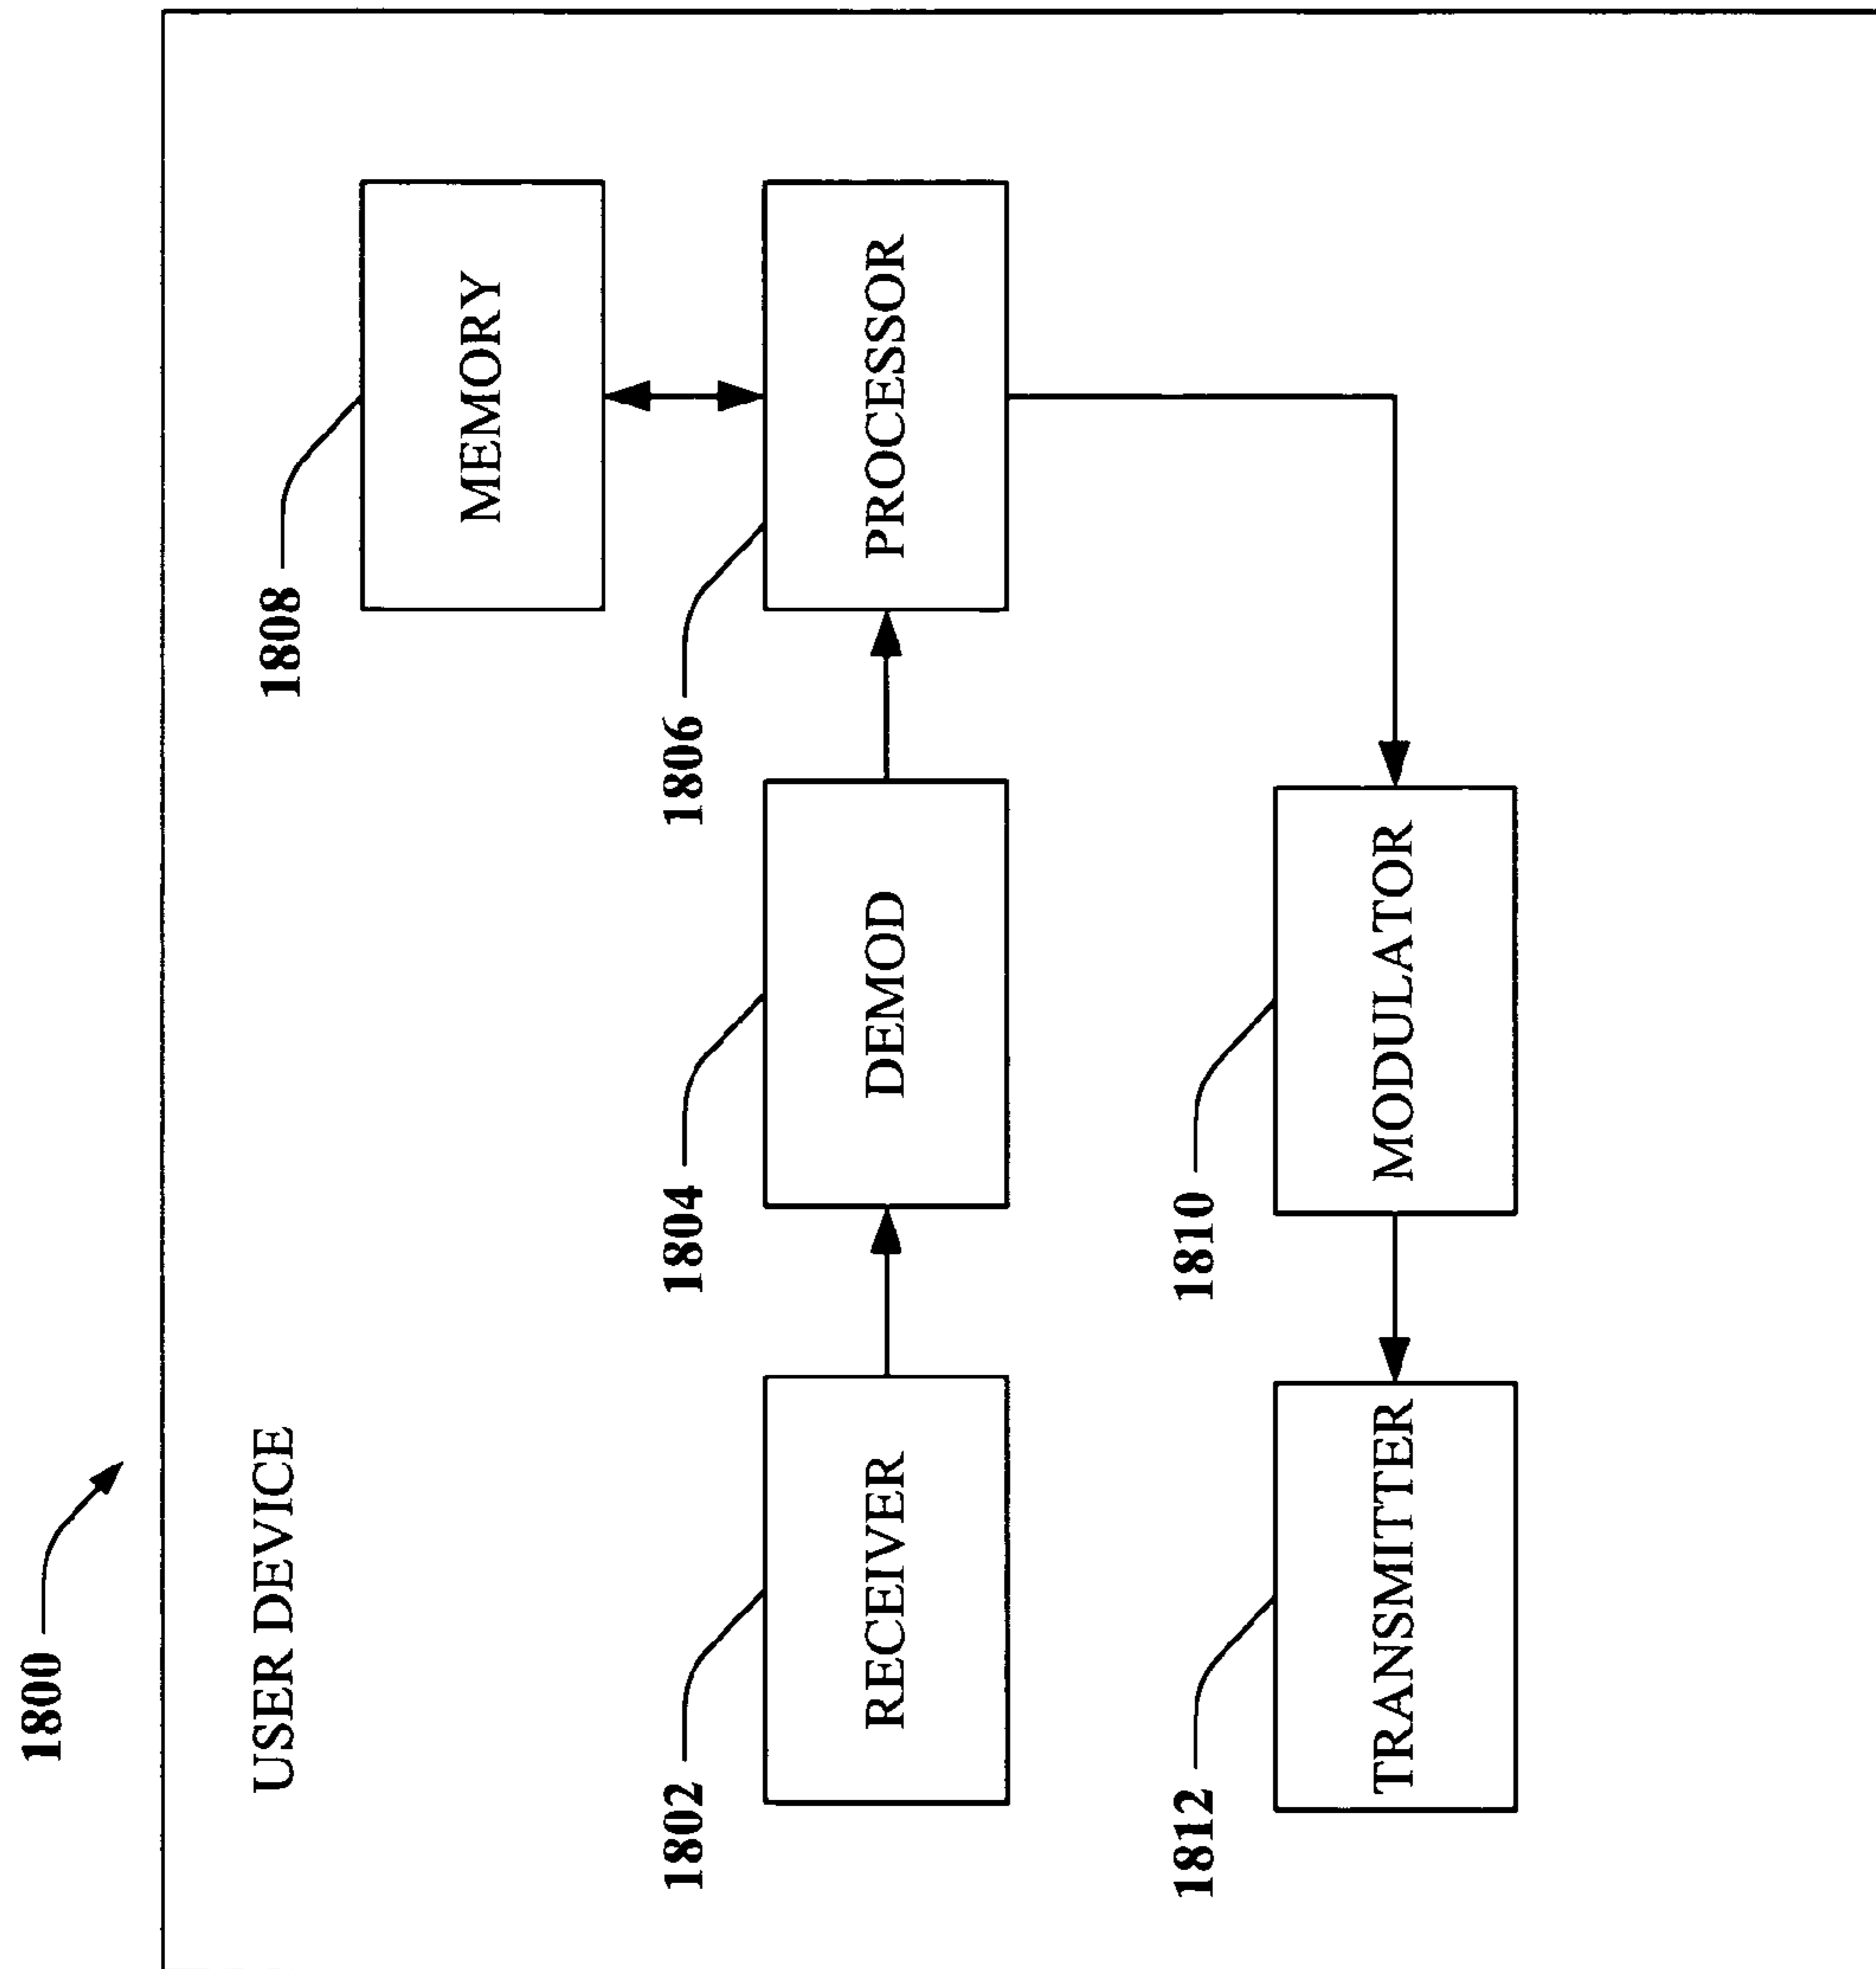 1800
USER DEVICE
1808
MEMORY
1802
1804
1806
RECEIVER
DEMOD
PROCESSOR
1812
1810
TRANSMITTER
MODULATOR